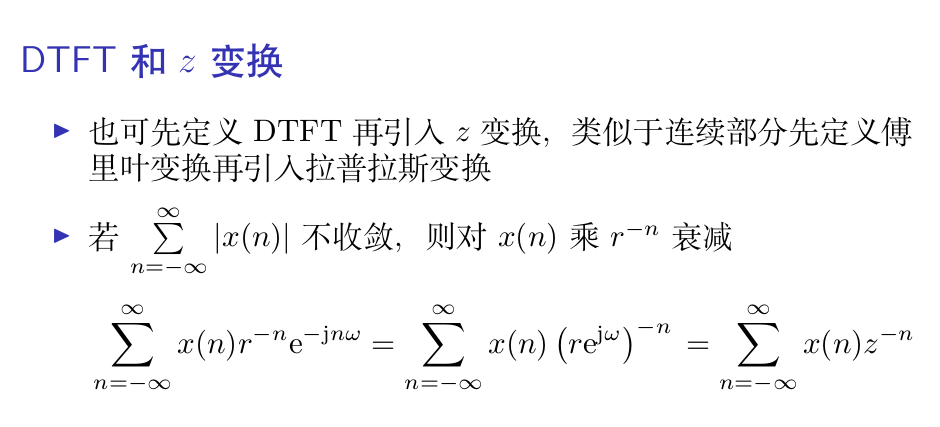 DTFT 和 z 变换
▶ 也可先定义 DTFT 再引入 z 变换，类似于连续部分先定义傅
里叶变换再引入拉普拉斯变换
▶ 若 $\sum_{n=-\infty}^{\infty} |x(n)|$ 不收敛，则对 $x(n)$ 乘 $r^{-n}$ 衰减
$\sum_{n=-\infty}^{\infty} x(n)r^{-n}\mathrm{e}^{-\mathrm{j}n\omega} = \sum_{n=-\infty}^{\infty} x(n)\left(r\mathrm{e}^{\mathrm{j}\omega}\right)^{-n} = \sum_{n=-\infty}^{\infty} x(n)z^{-n}$